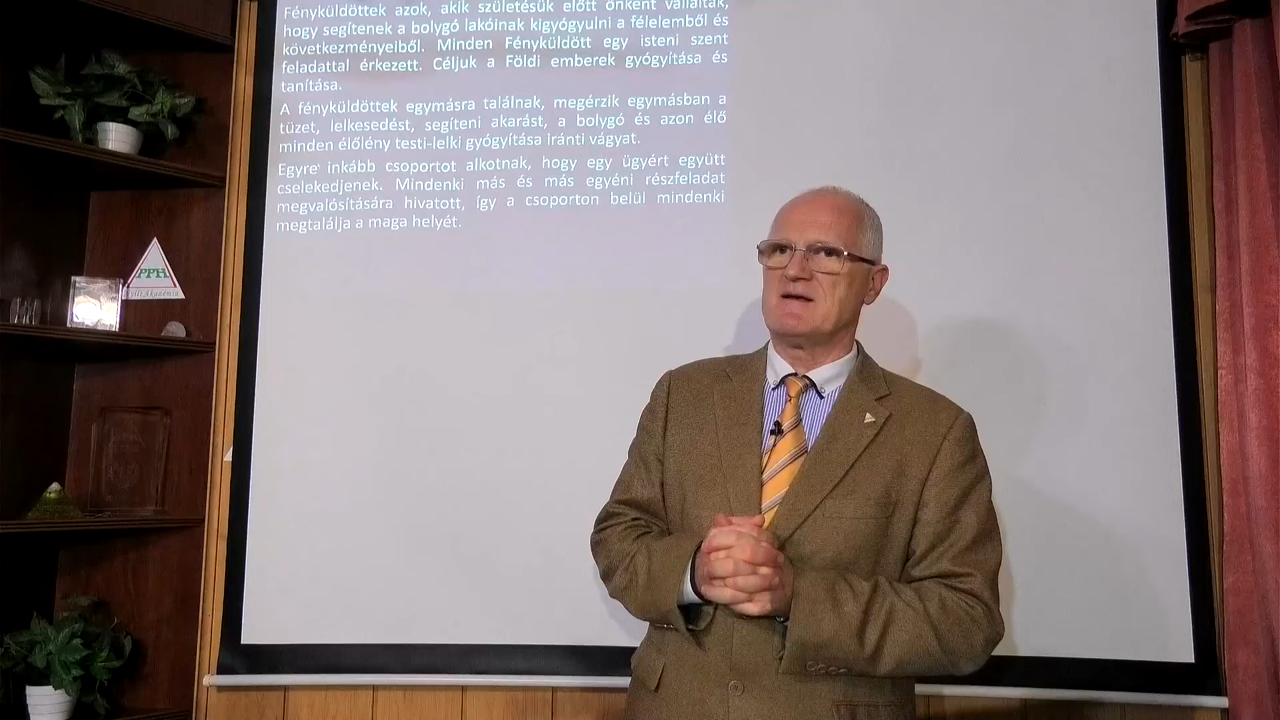 Fényküldöttek azok, akik születésük előtt önként vállalták,
hogy segítenek a bolygó lakóinak kigyógyulni a félelemből és
következményeiből. Minden Fényküldött egy isteni szent
feladattal érkezett. Céljuk a Földi emberek gyógyítása és
tanítása.
A fényküldöttek egymásra találnak, megérzik egymásban a
tüzet, lelkesedést, segíteni akarást, a bolygó és azon élő
minden élőlény testi-lelki gyógyítása iránti vágyat.
Egyre inkább csoportot alkotnak, hogy egy ügyért együtt
cselekedjenek. Mindenki más és más egyéni részfeladat
megvalósítására hivatott, így a csoporton belül mindenki
megtalálja a maga helyét.
PPH
Nyílt Akadémia